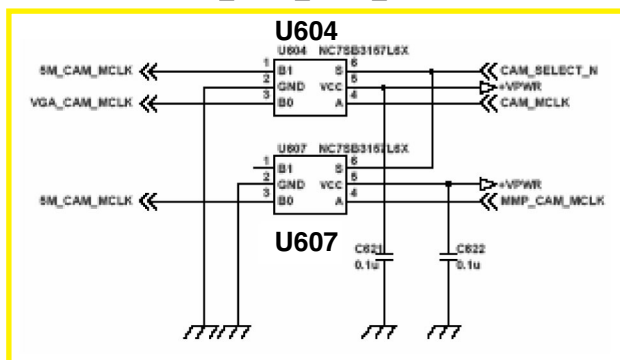 U604
U604 NC7SB3157L6X
5M_CAM_MCLK 1 B1 S 6 CAM_SELECT_N
2 GND VCC 5 +VPWR
VGA_CAM_MCLK 3 B0 A 4 CAM_MCLK
U607 NC7SB3157L6X
1 B1 S 6
2 GND VCC 5 +VPWR
5M_CAM_MCLK 3 B0 A 4 MMP_CAM_MCLK
U607
C621 C622
0.1u 0.1u